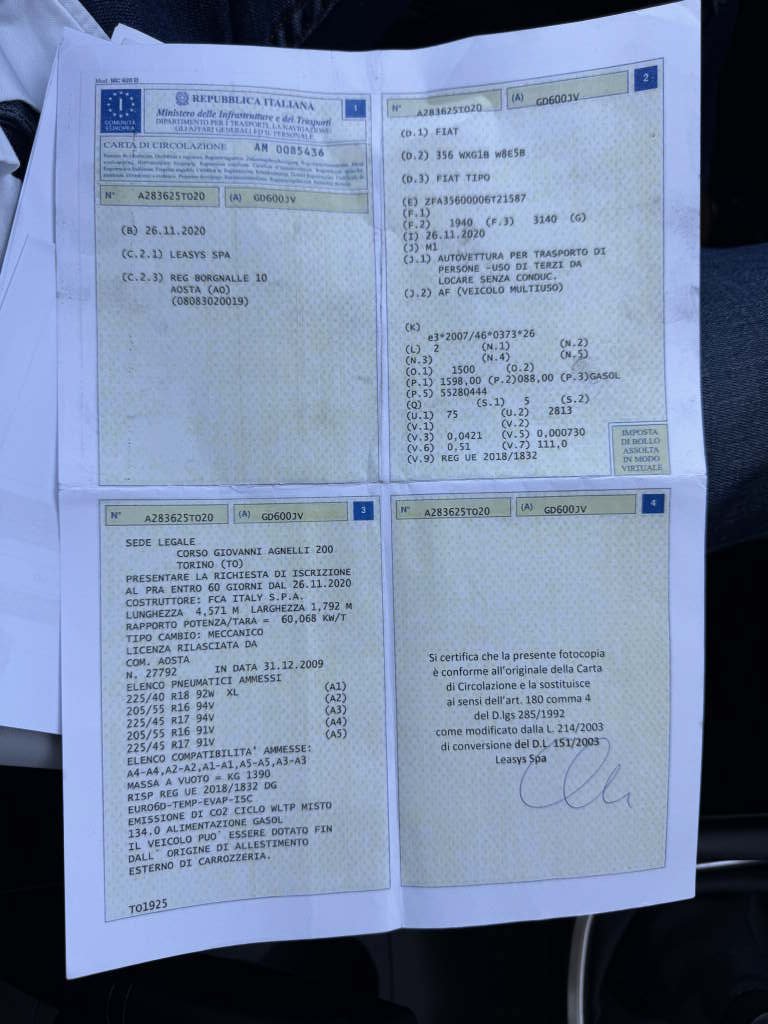 Mod. MC 820 D
COMUNITÀ
EUROPEA
I
REPUBBLICA ITALIANA
1
Ministero delle Infrastrutture e dei Trasporti
DIPARTIMENTO PER I TRASPORTI, LA NAVIGAZIONE
GLI AFFARI GENERALI ED IL PERSONALE
CARTA DI CIRCOLAZIONE AM 0085436
N° A283625TO20 (A) GD600JV
(B) 26.11.2020
(C.2.1) LEASYS SPA
(C.2.3) REG BORGNALLE 10
AOSTA (AO)
(08083020019)
N° A283625TO20 (A) GD600JV 2
(D.1) FIAT
(D.2) 356 WXG1B W8E5B
(D.3) FIAT TIPO
(E) ZFA35600006T21587
(F.1)
(F.2) 1940 (F.3) 3140 (G)
(I) 26.11.2020
(J) M1
(J.1) AUTOVETTURA PER TRASPORTO DI
PERSONE -USO DI TERZI DA
LOCARE SENZA CONDUC.
(J.2) AF (VEICOLO MULTIUSO)
(K)
e3*2007/46*0373*26
(L) 2 (N.1) (N.2)
(N.3) (N.4) (N.5)
(O.1) 1500 (O.2)
(P.1) 1598,00 (P.2)088,00 (P.3)GASOL
(P.5) 55280444
(Q) (S.1) 5 (S.2)
(U.1) 75 (U.2) 2813
(V.1) (V.2)
(V.3) 0,0421 (V.5) 0,000730
(V.6) 0,51 (V.7) 111,0
(V.9) REG UE 2018/1832
IMPOSTA
DI BOLLO
ASSOLTA
IN MODO
VIRTUALE
N° A283625TO20 (A) GD600JV 3
SEDE LEGALE
CORSO GIOVANNI AGNELLI 200
TORINO (TO)
PRESENTARE LA RICHIESTA DI ISCRIZIONE
AL PRA ENTRO 60 GIORNI DAL 26.11.2020
COSTRUTTORE: FCA ITALY S.P.A.
LUNGHEZZA 4,571 M LARGHEZZA 1,792 M
RAPPORTO POTENZA/TARA = 60,068 KW/T
TIPO CAMBIO: MECCANICO
LICENZA RILASCIATA DA
COM. AOSTA
N. 27792 IN DATA 31.12.2009
ELENCO PNEUMATICI AMMESSI
225/40 R18 92W XL (A1)
205/55 R16 94V (A2)
225/45 R17 94V (A3)
205/55 R16 91V (A4)
225/45 R17 91V (A5)
ELENCO COMPATIBILITA' AMMESSE:
A4-A4,A2-A2,A1-A1,A5-A5,A3-A3
MASSA A VUOTO = KG 1390
RISP REG UE 2018/1832 DG
EURO6D-TEMP-EVAP-ISC
EMISSIONE DI CO2 CICLO WLTP MISTO
134.0 ALIMENTAZIONE GASOL
IL VEICOLO PUO' ESSERE DOTATO FIN
DALL' ORIGINE DI ALLESTIMENTO
ESTERNO DI CARROZZERIA.
TO1925
N° A283625TO20 (A) GD600JV 4
Si certifica che la presente fotocopia
è conforme all'originale della Carta
di Circolazione e la sostituisce
ai sensi dell'art. 180 comma 4
del D.lgs 285/1992
come modificato dalla L. 214/2003
di conversione del D.L. 151/2003
Leasys Spa